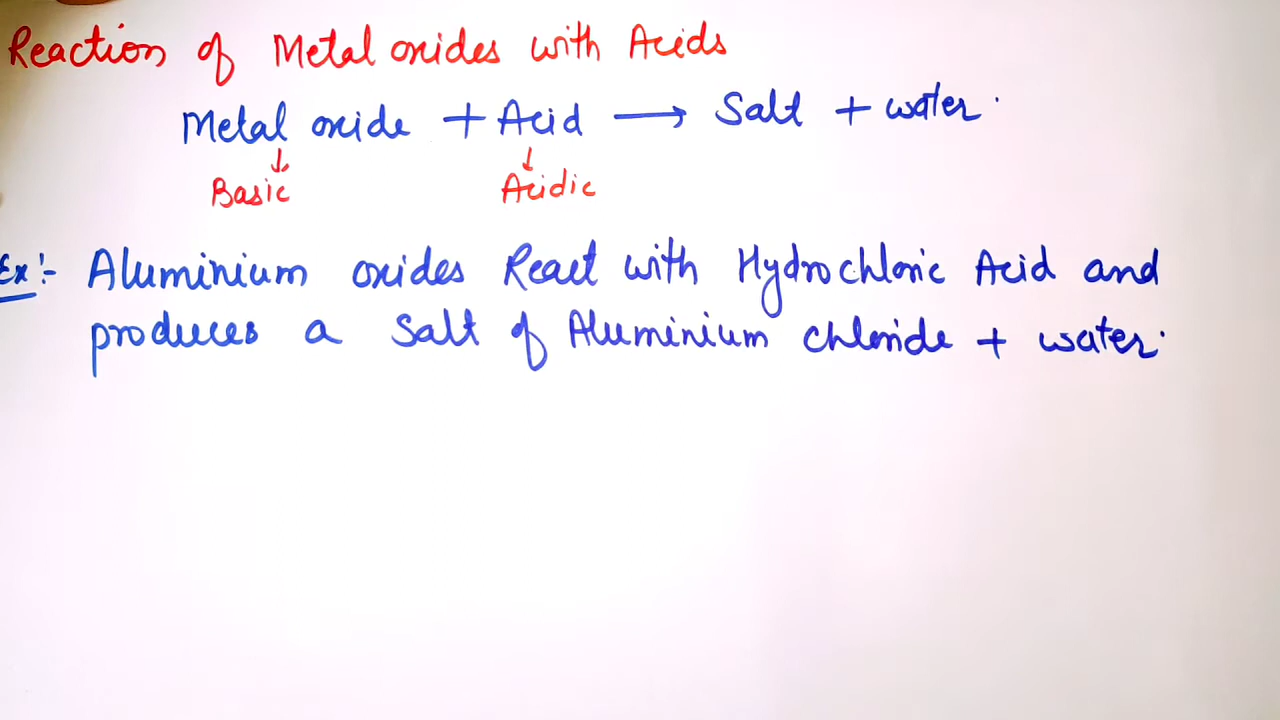 Reaction of Metal oxides with Acids
Metal oxide + Acid → Salt + water.
↓ ↓
Basic Acidic
Ex:- Aluminium oxides React with Hydrochloric Acid and
produces a salt of Aluminium chloride + water.